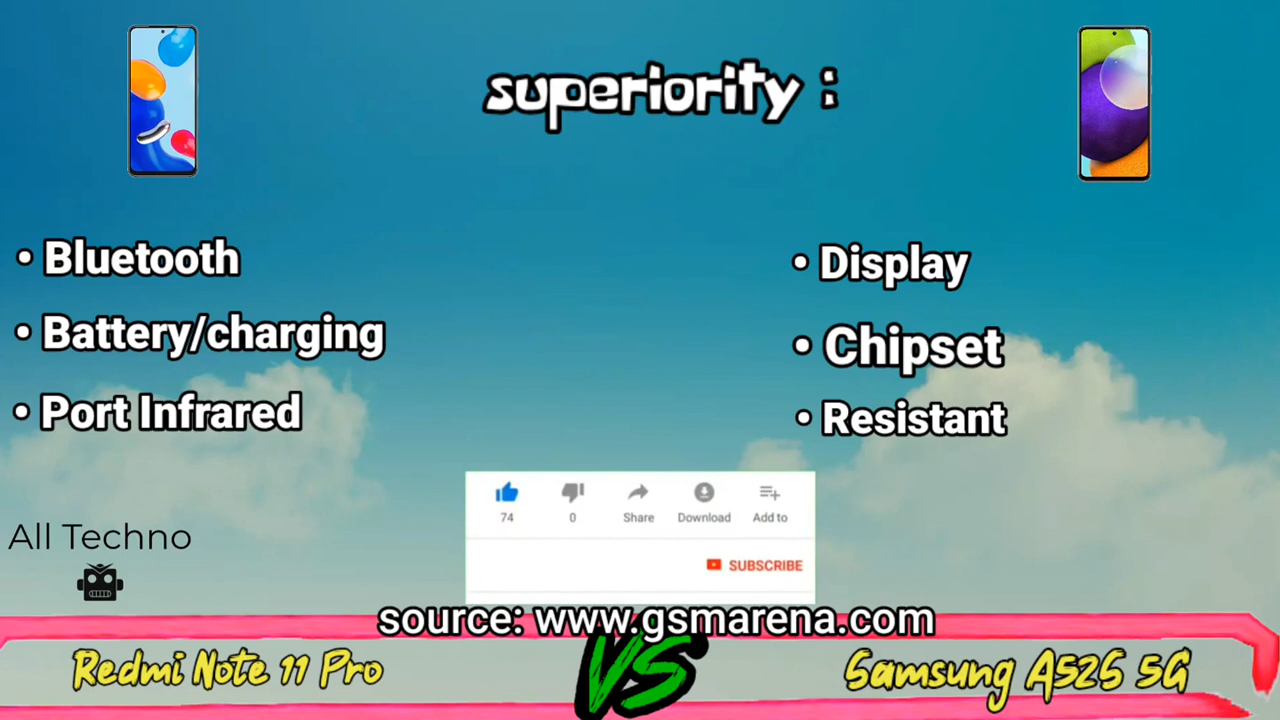 superiority :
• Bluetooth
• Battery/charging
• Port Infrared
• Display
• Chipset
• Resistant
74
0
Share
Download
Add to
SUBSCRIBE
All Techno
source: www.gsmarena.com
Redmi Note 11 Pro
VS
Samsung A52S 5G